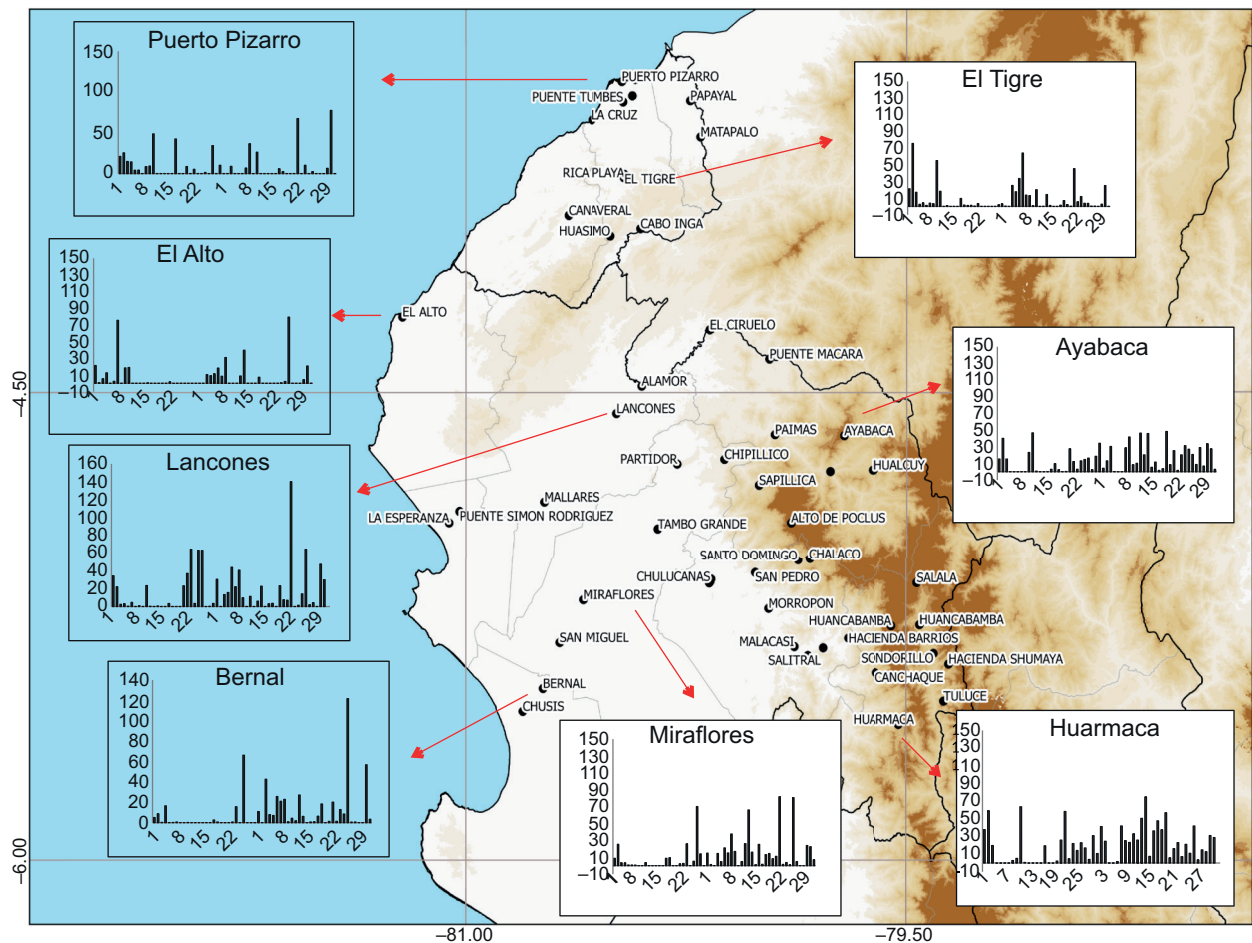 Puerto Pizarro
150
100
50
0
1
8
15
22
1
8
15
22
29
El Tigre
150
130
110
90
70
50
30
10
−10
1
8
15
22
1
8
15
22
29
El Alto
150
130
110
90
70
50
30
10
−10
1
8
15
22
1
8
15
22
29
Ayabaca
150
130
110
90
70
50
30
10
−10
1
8
15
22
1
8
15
22
29
Lancones
160
140
120
100
80
60
40
20
0
1
8
15
22
1
8
15
22
29
Bernal
140
120
100
80
60
40
20
0
1
8
15
22
1
8
15
22
29
Miraflores
150
130
110
90
70
50
30
10
−10
1
8
15
22
1
8
15
22
29
Huarmaca
150
130
110
90
70
50
30
10
−10
1
7
13
19
25
3
9
15
21
27
PUERTO PIZARRO
PUENTE TUMBES
PAPAYAL
LA CRUZ
MATAPALO
RICA PLAYA
EL TIGRE
CANAVERAL
CABO INGA
HUASIMO
EL ALTO
EL CIRUELO
PUENTE MACARA
ALAMOR
LANCONES
PAIMAS
AYABACA
PARTIDOR
CHIPILLICO
HUALCUY
SAPILLICA
MALLARES
LA ESPERANZA
PUENTE SIMON RODRIGUEZ
TAMBO GRANDE
ALTO DE POCLUS
SANTO DOMINGO
CHALACO
CHULUCANAS
SAN PEDRO
SALALA
MIRAFLORES
MORROPON
HUANCABAMBA
HUANCABAMBA
SAN MIGUEL
MALACASI
HACIENDA BARRIOS
SALITRAL
SONDORILLO
HACIENDA SHUMAYA
CANCHAQUE
BERNAL
TULUCE
CHUSIS
HUARMACA
−4.50
−6.00
−81.00
−79.50